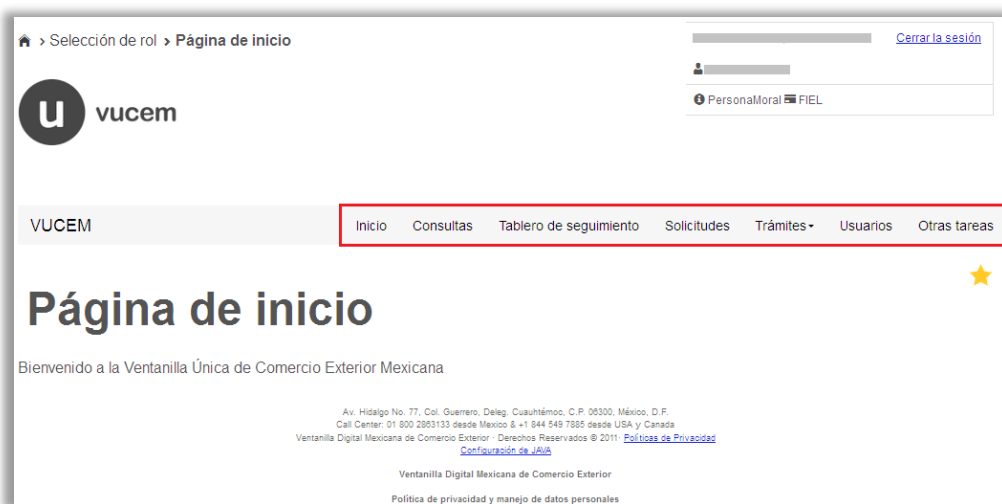 > Selección de rol > Página de inicio
Cerrar la sesión
PersonaMoral FIEL
u vucem
VUCEM
Inicio Consultas Tablero de seguimiento Solicitudes Trámites Usuarios Otras tareas
Página de inicio
Bienvenido a la Ventanilla Única de Comercio Exterior Mexicana
Av. Hidalgo No. 77, Col. Guerrero, Deleg. Cuauhtémoc, C.P. 06300, México, D.F.
Call Center: 01 800 2863133 desde Mexico & +1 844 549 7885 desde USA y Canada
Ventanilla Digital Mexicana de Comercio Exterior · Derechos Reservados © 2011· Políticas de Privacidad
Configuración de JAVA
Ventanilla Digital Mexicana de Comercio Exterior
Política de privacidad y manejo de datos personales